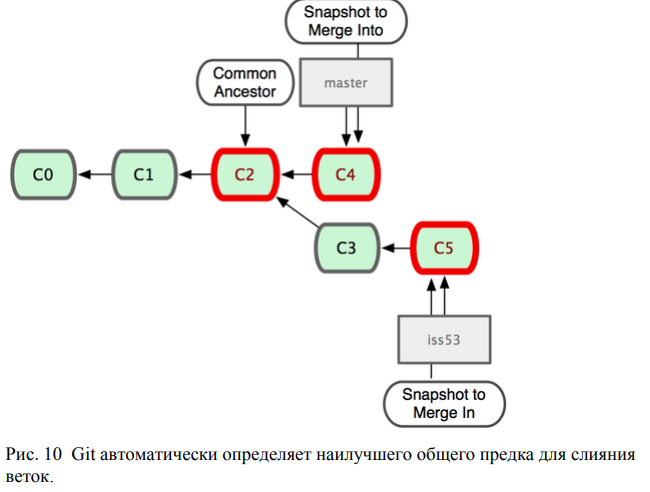 Snapshot to
Merge Into
Common
Ancestor
master
C0
C1
C2
C4
C3
C5
iss53
Snapshot to
Merge In
Рис. 10  Git автоматически определяет наилучшего общего предка для слияния
веток.